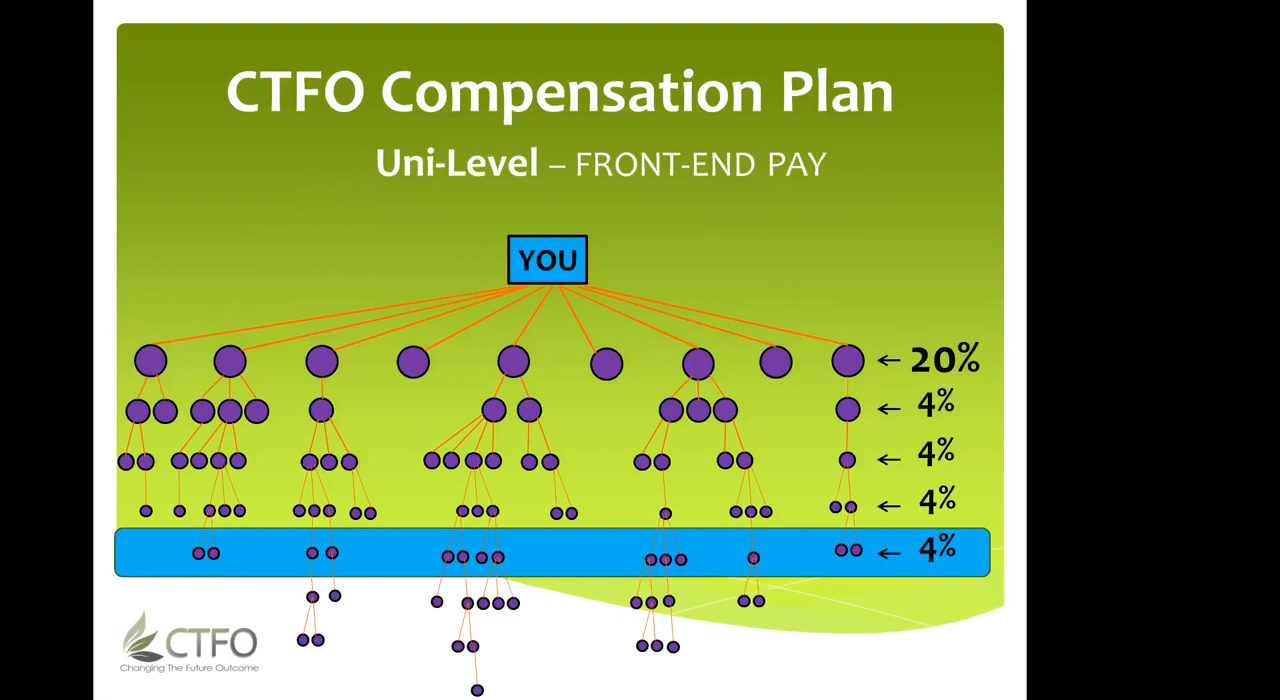 CTFO Compensation Plan
Uni-Level – FRONT-END PAY
YOU
← 20%
← 4%
← 4%
← 4%
← 4%
CTFO
Changing The Future Outcome